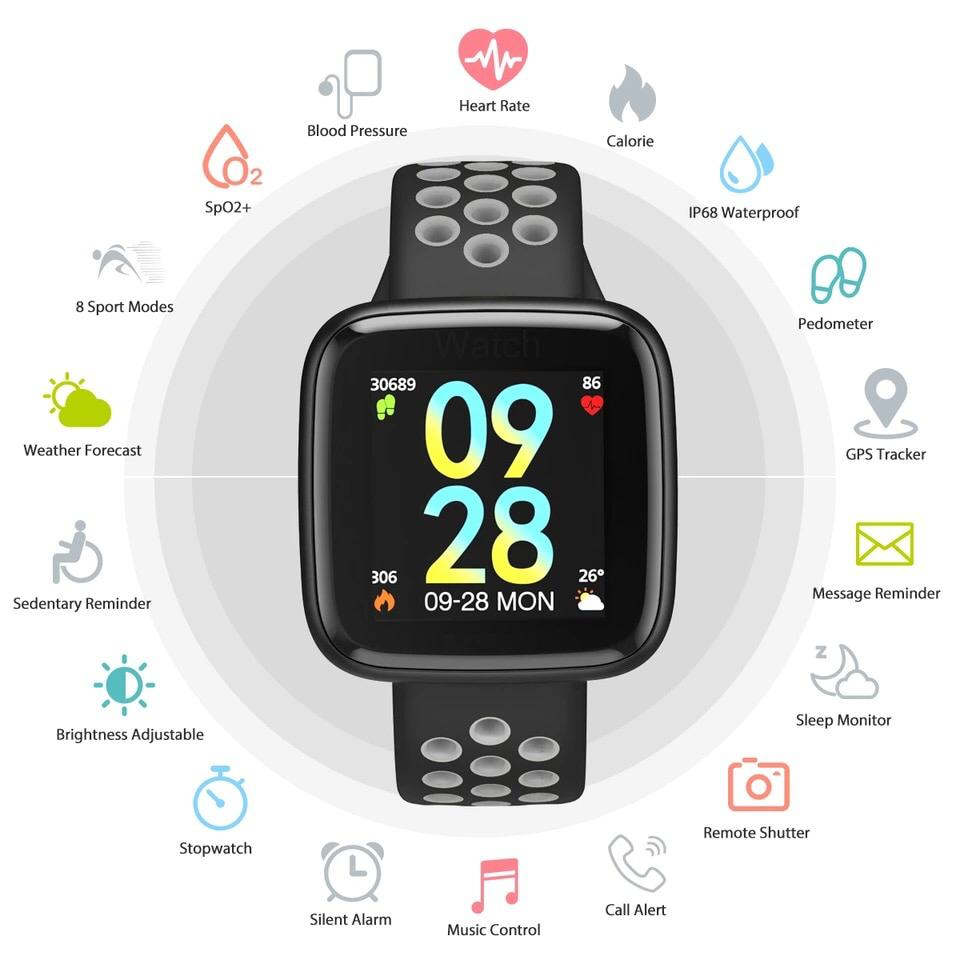 Heart Rate
Blood Pressure
Calorie
O2
SpO2+
IP68 Waterproof
8 Sport Modes
Pedometer
Watch
30689
86
09
Weather Forecast
GPS Tracker
28
306
26°
09-28 MON
Sedentary Reminder
Message Reminder
z
Brightness Adjustable
Sleep Monitor
Stopwatch
Remote Shutter
Silent Alarm
Music Control
Call Alert